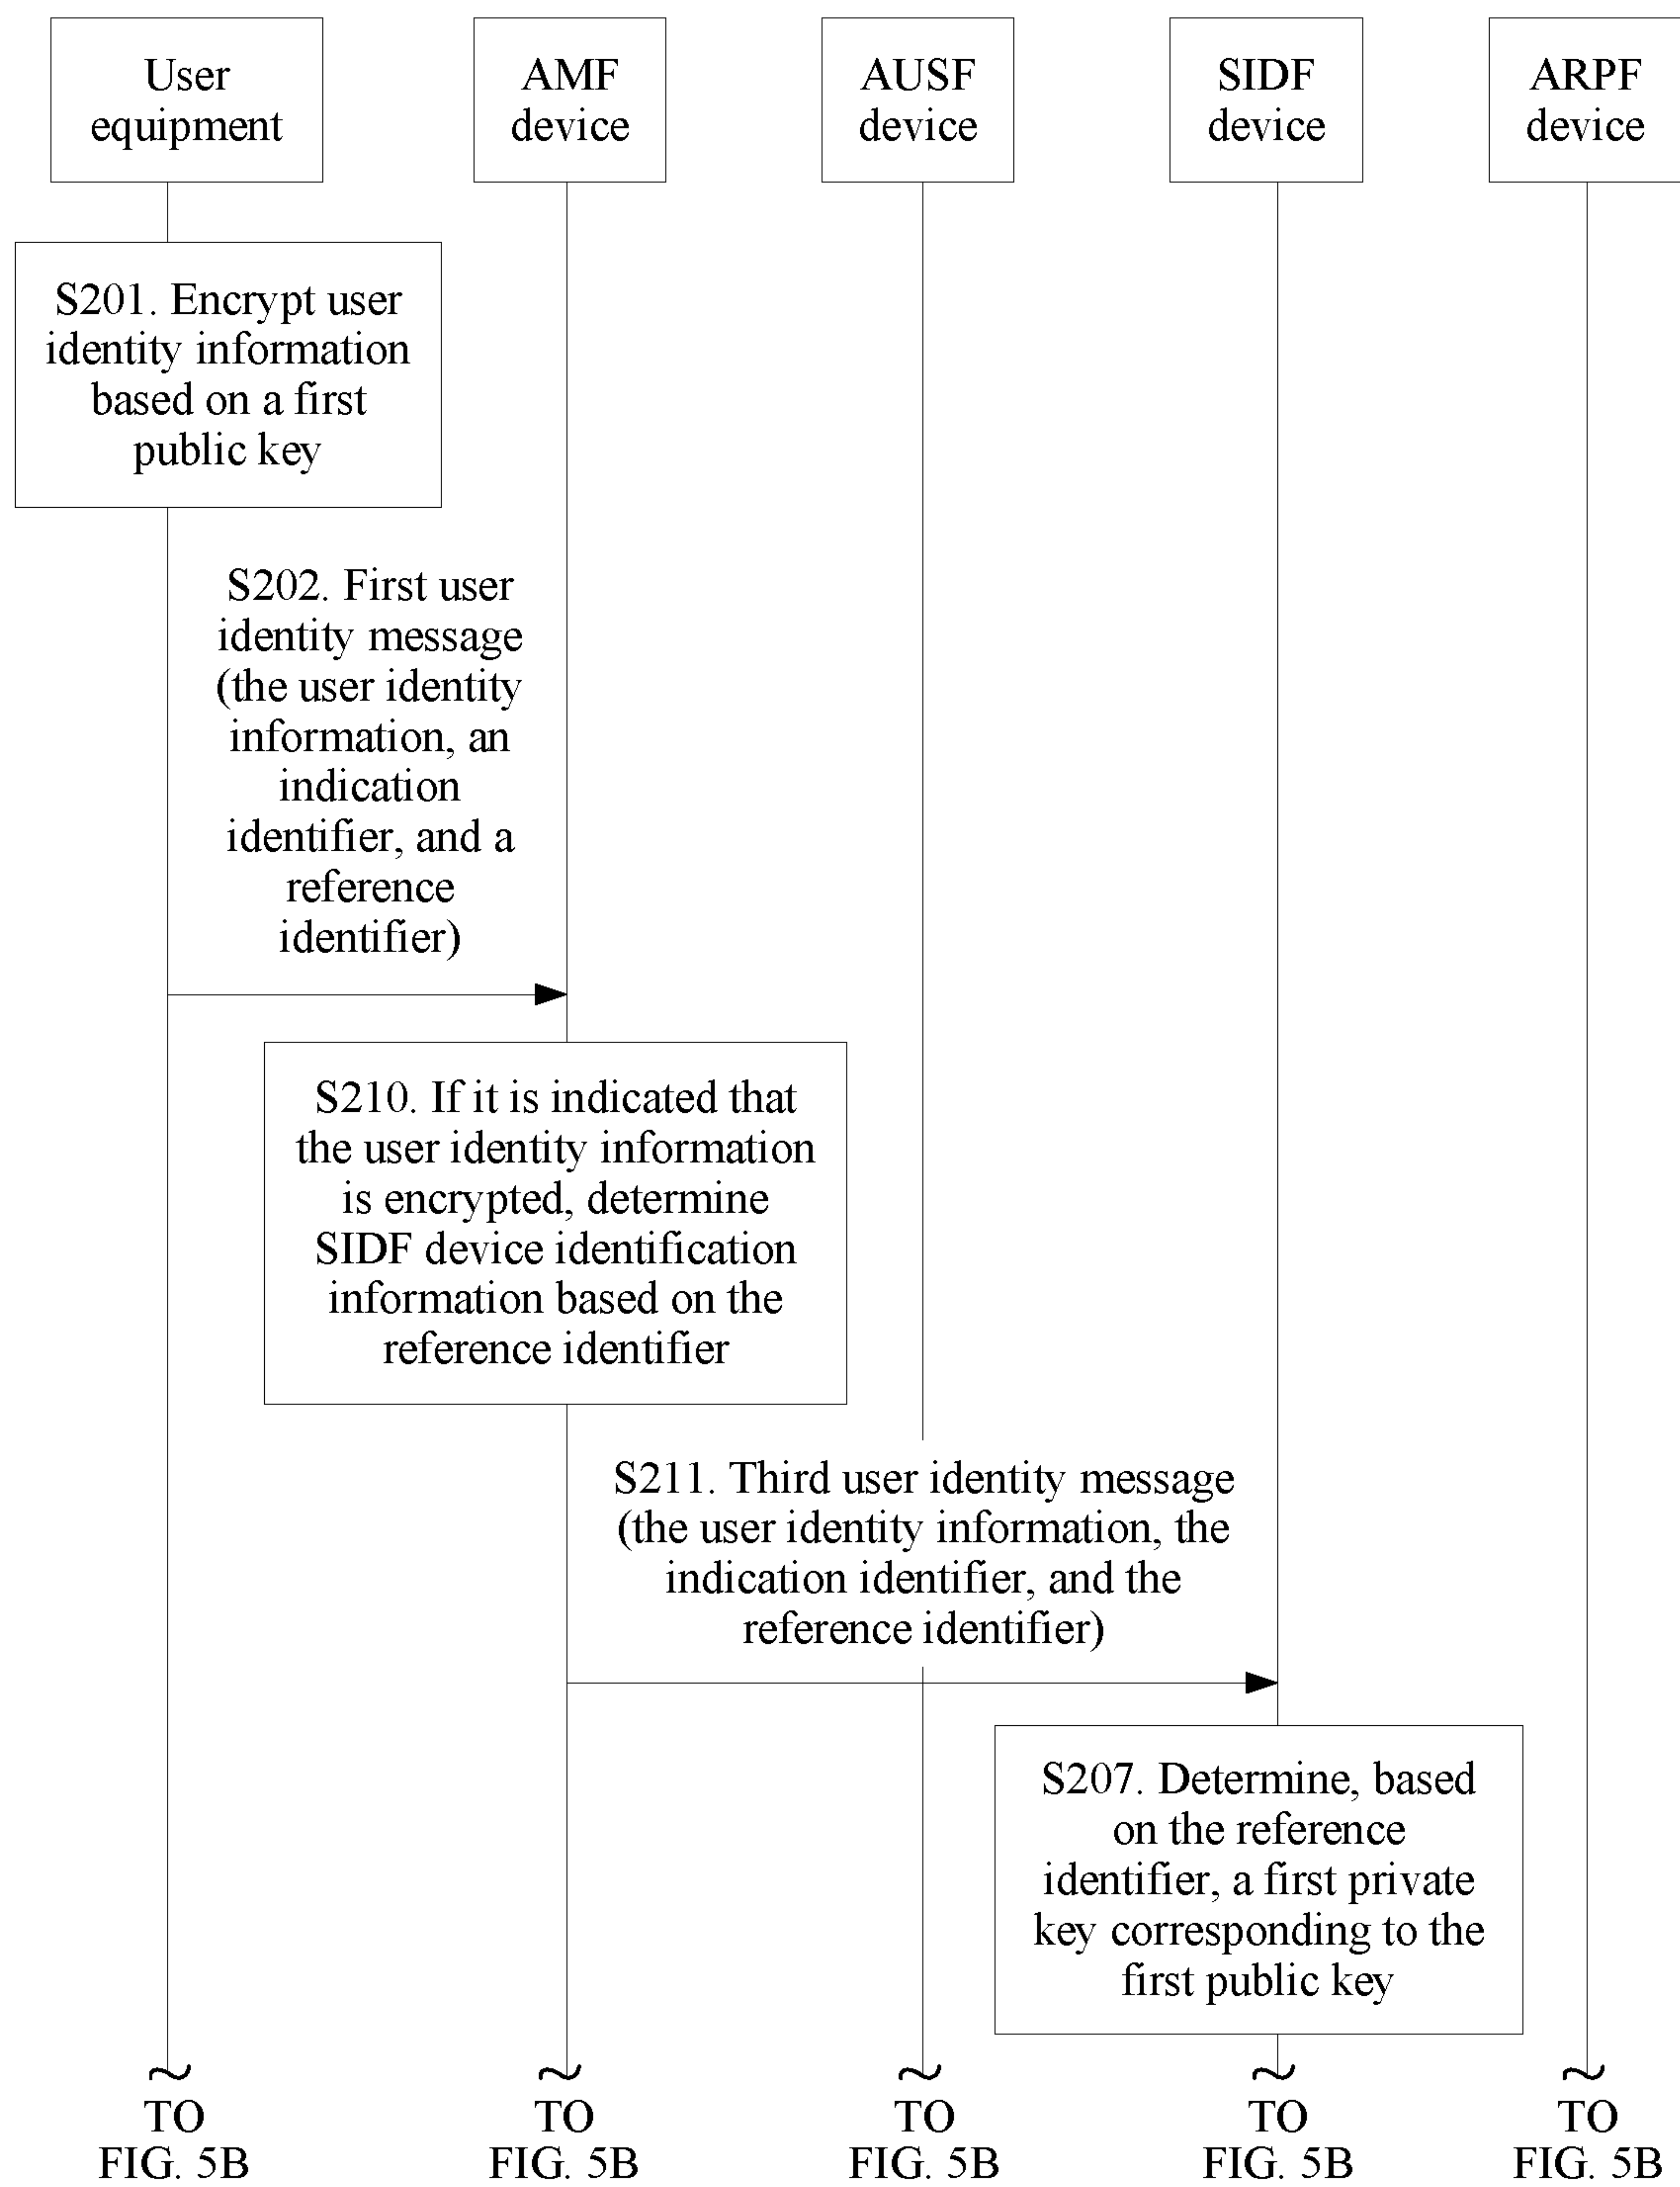 User
equipment
AMF
device
AUSF
device
SIDF
device
ARPF
device
S201. Encrypt user
identity information
based on a first
public key
S202. First user
identity message
(the user identity
information, an
indication
identifier, and a
reference
identifier)
S210. If it is indicated that
the user identity information
is encrypted, determine
SIDF device identification
information based on the
reference identifier
S211. Third user identity message
(the user identity information, the
indication identifier, and the
reference identifier)
S207. Determine, based
on the reference
identifier, a first private
key corresponding to the
first public key
TO
FIG. 5B
TO
FIG. 5B
TO
FIG. 5B
TO
FIG. 5B
TO
FIG. 5B